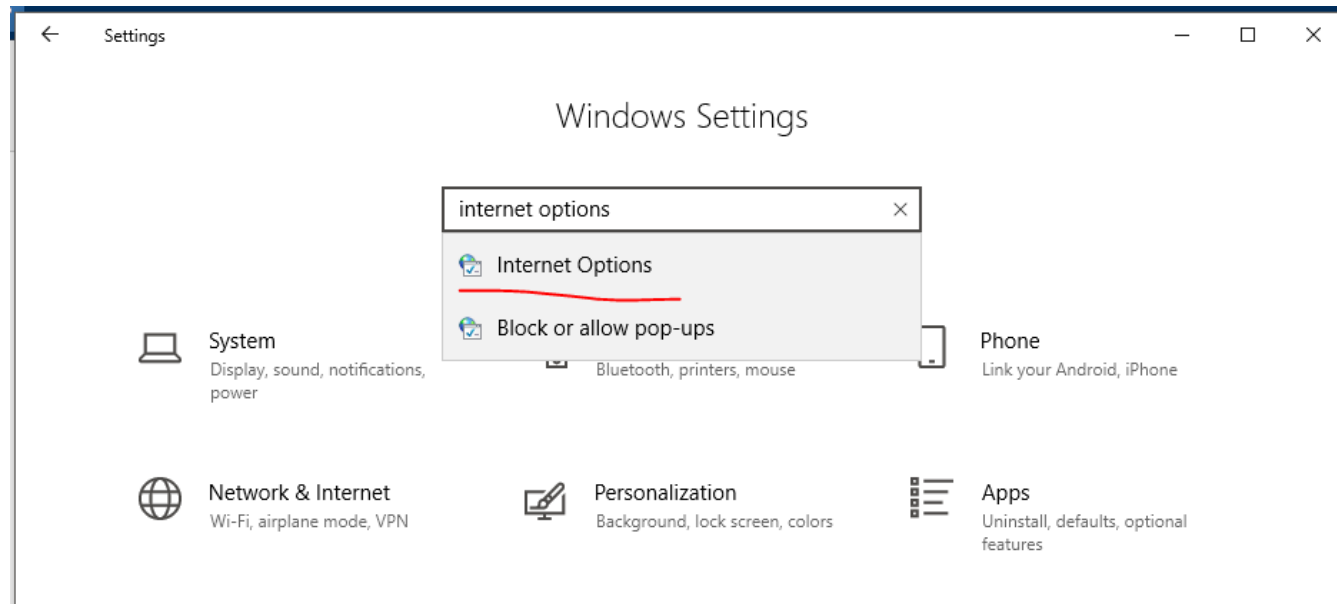 Settings
Windows Settings
internet options
Internet Options
Block or allow pop-ups
System
Display, sound, notifications,
power
Bluetooth, printers, mouse
Phone
Link your Android, iPhone
Network & Internet
Wi-Fi, airplane mode, VPN
Personalization
Background, lock screen, colors
Apps
Uninstall, defaults, optional
features